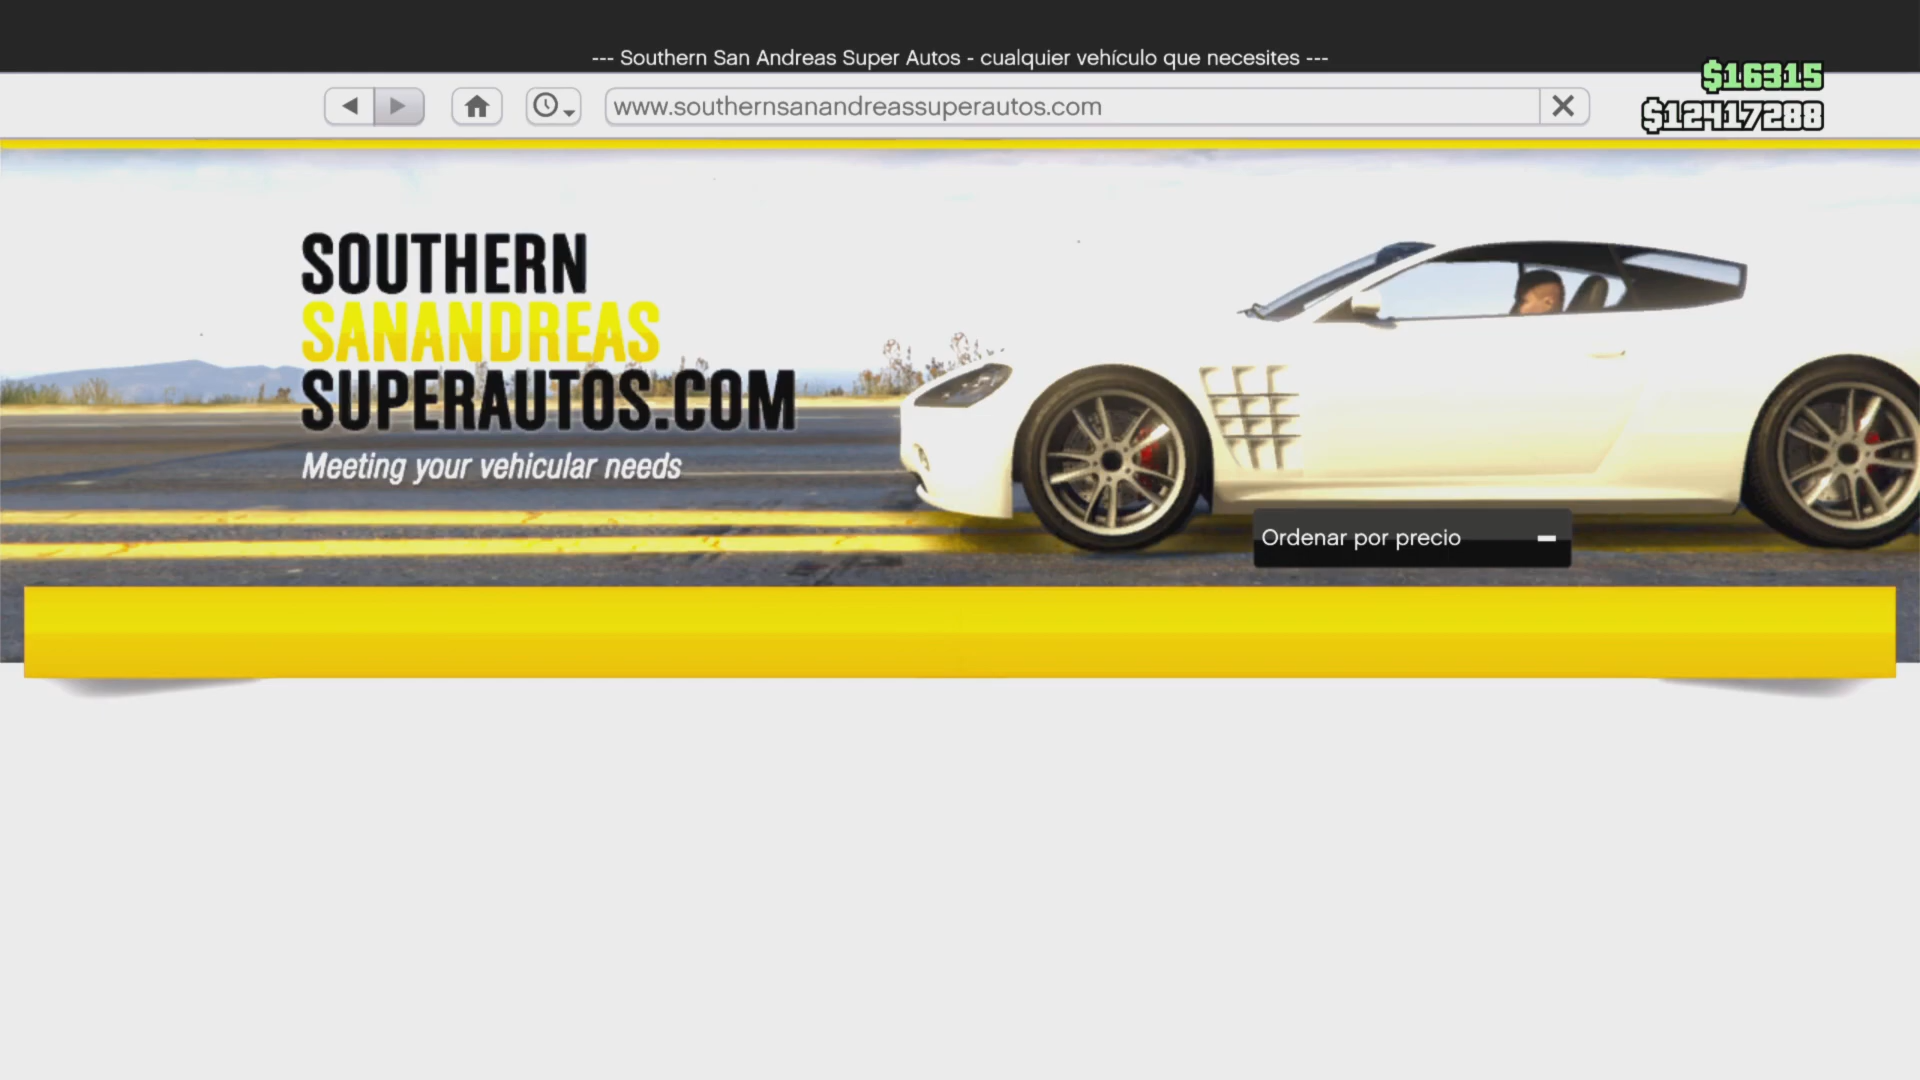 --- Southern San Andreas Super Autos - cualquier vehículo que necesites ---
$16315
www.southernsanandreassuperautos.com
$12417288
SOUTHERN
SANANDREAS
SUPERAUTOS.COM
Meeting your vehicular needs
Ordenar por precio